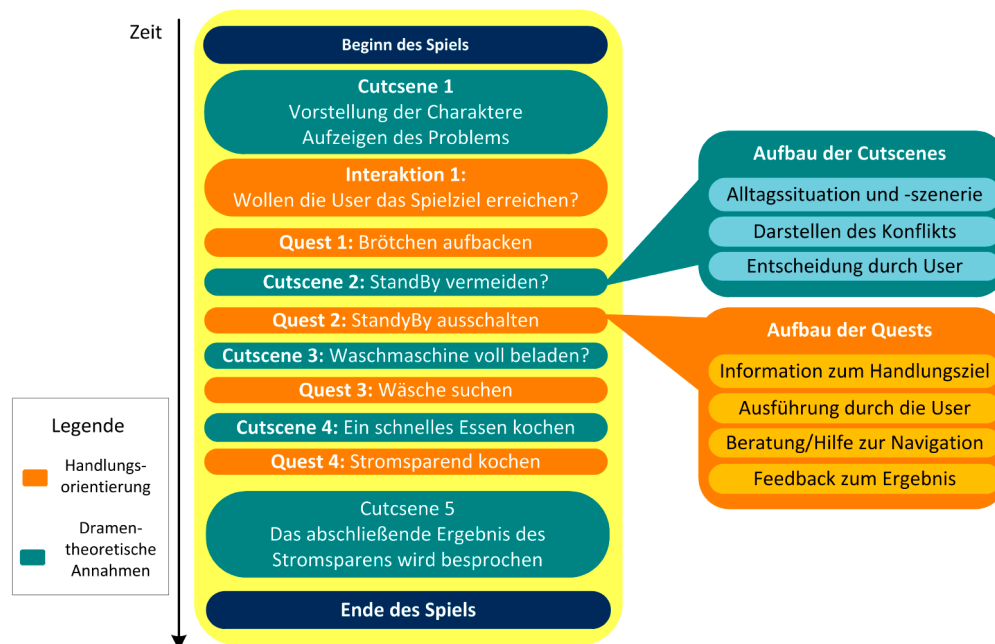 Zeit
Beginn des Spiels
Cutcsene 1
Vorstellung der Charaktere
Aufzeigen des Problems
Interaktion 1:
Wollen die User das Spielziel erreichen?
Quest 1: Brötchen aufbacken
Cutscene 2: StandBy vermeiden?
Quest 2: StandyBy ausschalten
Cutscene 3: Waschmaschine voll beladen?
Quest 3: Wäsche suchen
Cutscene 4: Ein schnelles Essen kochen
Quest 4: Stromsparend kochen
Cutcsene 5
Das abschließende Ergebnis des
Stromsparens wird besprochen
Ende des Spiels
Aufbau der Cutscenes
Alltagssituation und -szenerie
Darstellen des Konflikts
Entscheidung durch User
Aufbau der Quests
Information zum Handlungsziel
Ausführung durch die User
Beratung/Hilfe zur Navigation
Feedback zum Ergebnis
Legende
Handlungs-
orientierung
Dramen-
theoretische
Annahmen